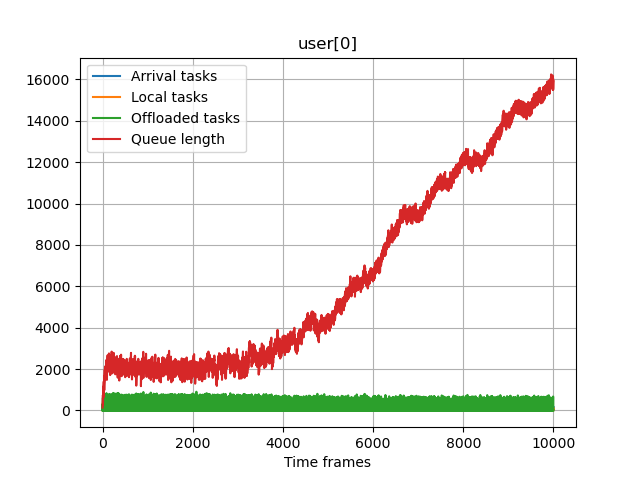 user[0]
Arrival tasks
Local tasks
Offloaded tasks
Queue length
16000
14000
12000
10000
8000
6000
4000
2000
0
0 2000 4000 6000 8000 10000
Time frames